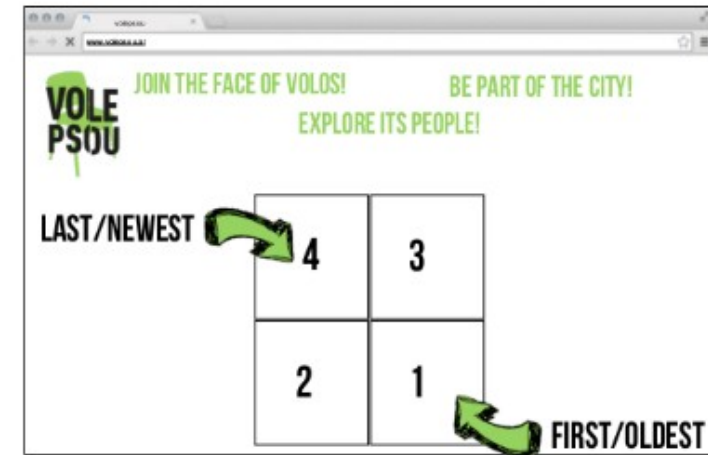 volepsou
JOIN THE FACE OF VOLOS!
BE PART OF THE CITY!
EXPLORE ITS PEOPLE!
VOLE
PSOU
LAST/NEWEST
4
3
2
1
FIRST/OLDEST